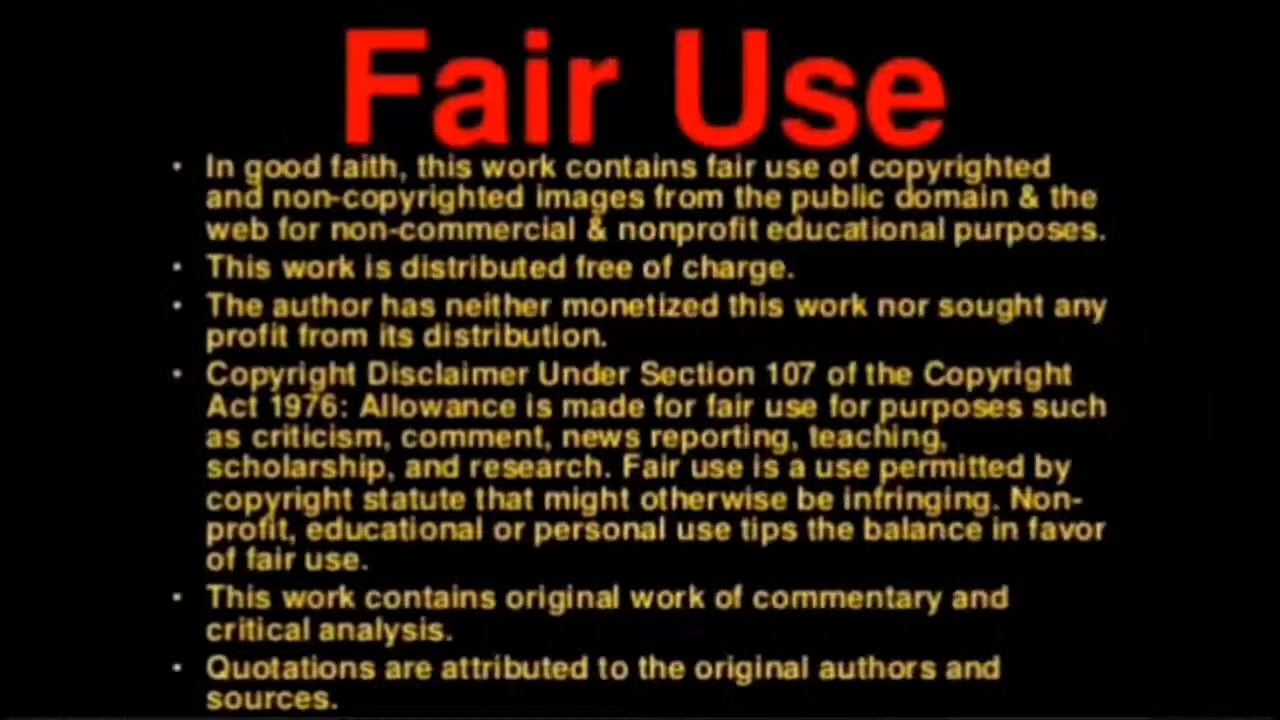 Fair Use
• In good faith, this work contains fair use of copyrighted
and non-copyrighted images from the public domain & the
web for non-commercial & nonprofit educational purposes.
• This work is distributed free of charge.
• The author has neither monetized this work nor sought any
profit from its distribution.
• Copyright Disclaimer Under Section 107 of the Copyright
Act 1976: Allowance is made for fair use for purposes such
as criticism, comment, news reporting, teaching,
scholarship, and research. Fair use is a use permitted by
copyright statute that might otherwise be infringing. Non-
profit, educational or personal use tips the balance in favor
of fair use.
• This work contains original work of commentary and
critical analysis.
• Quotations are attributed to the original authors and
sources.